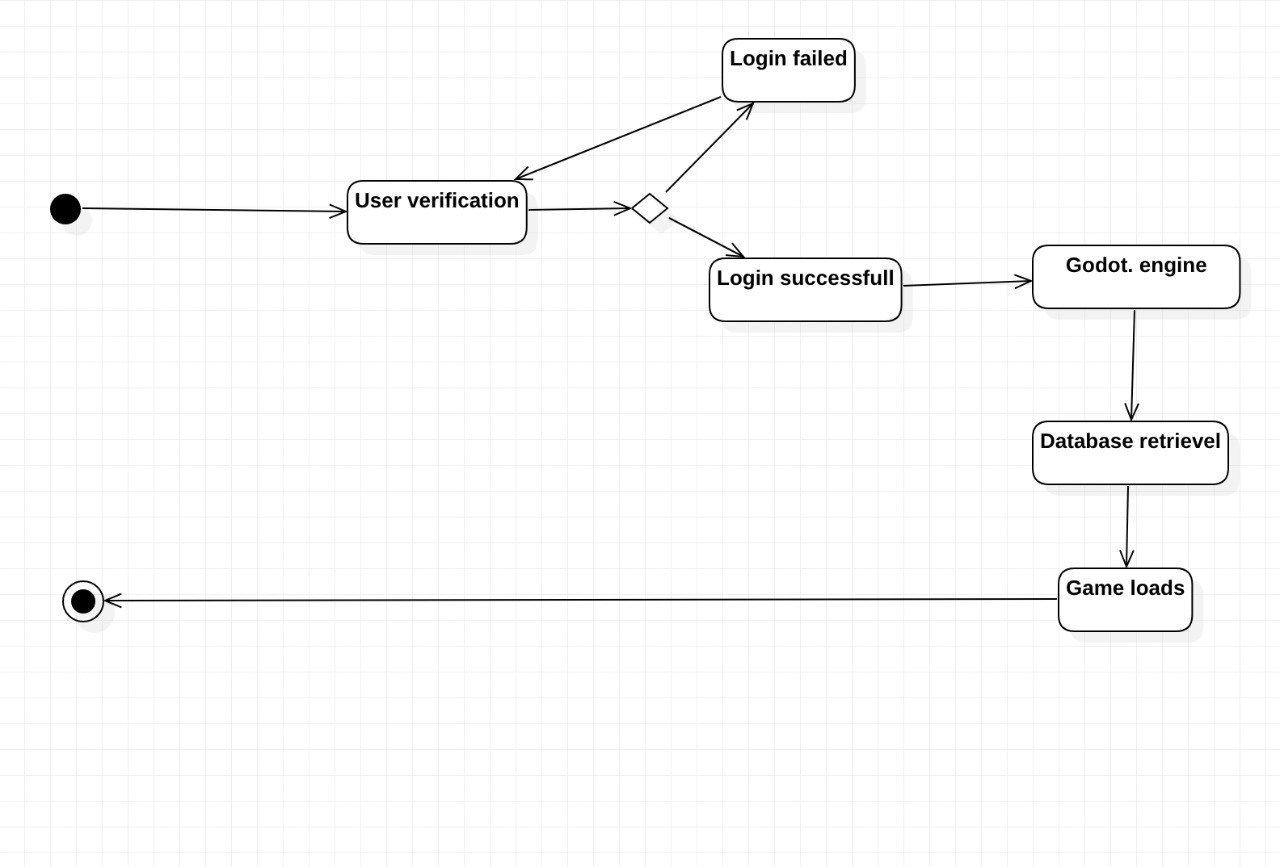 Login failed
User verification
Login successfull
Godot. engine
Database retrievel
Game loads